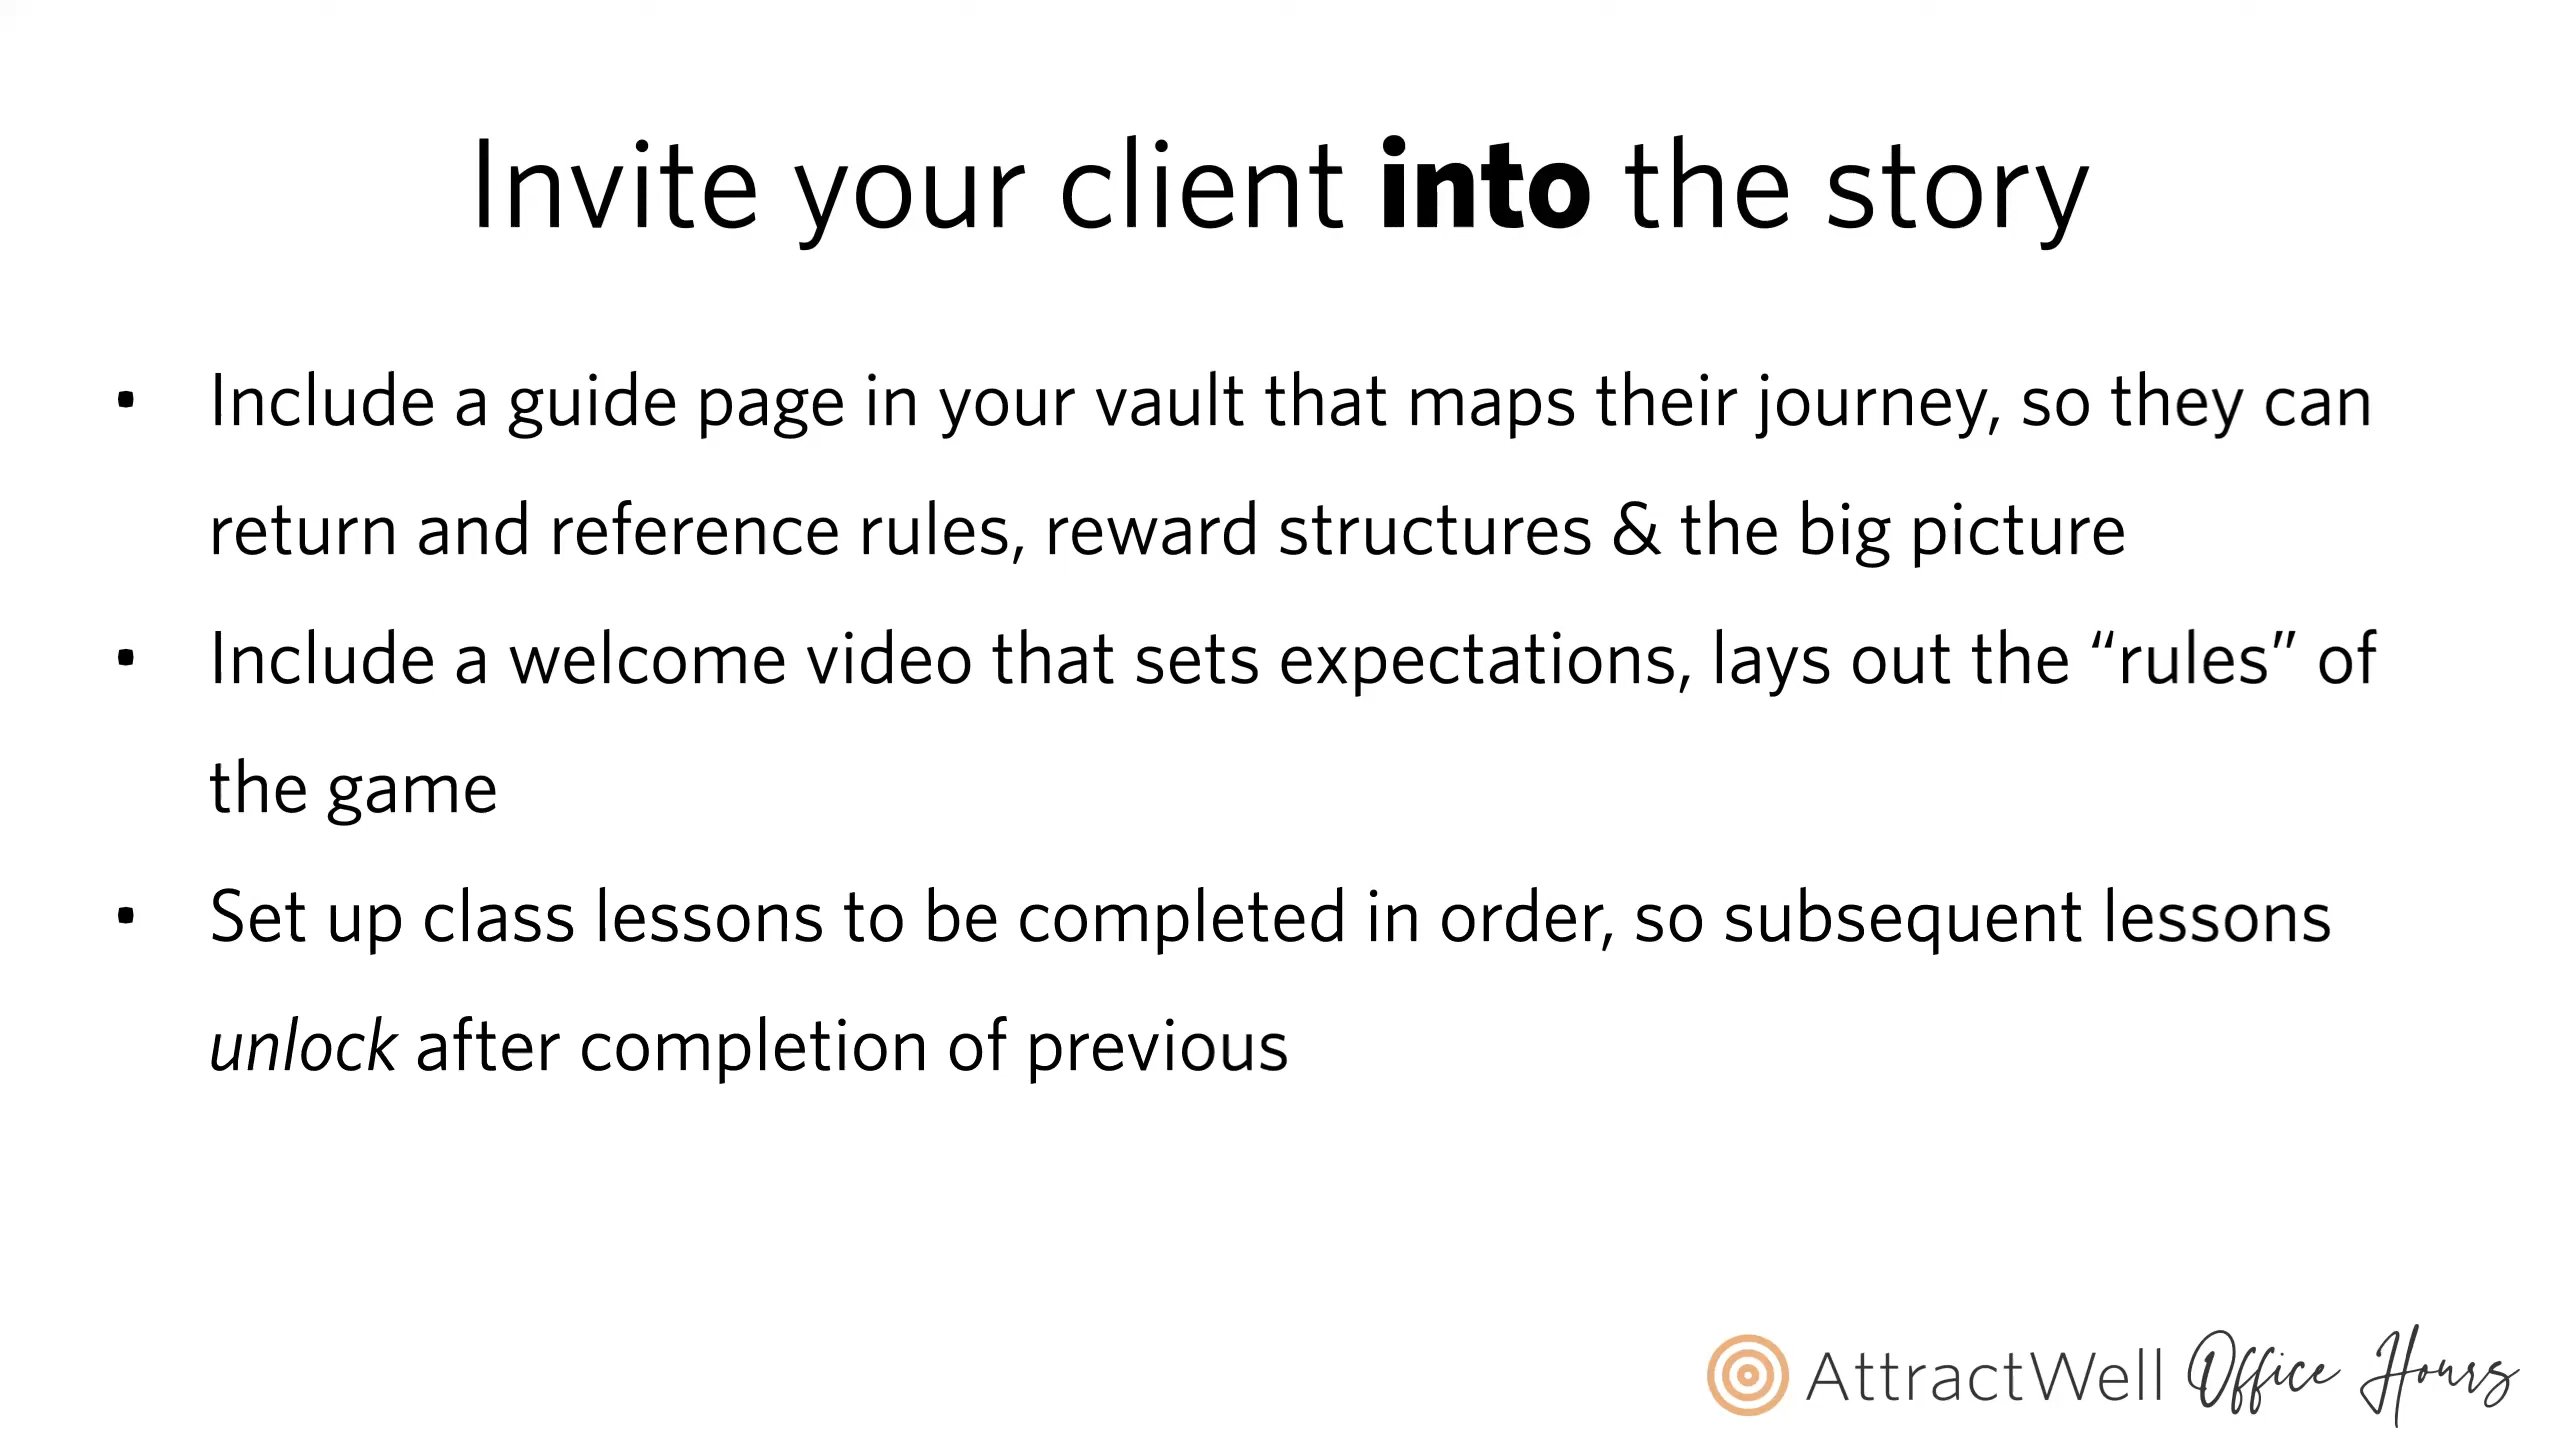 Invite your client into the story
• Include a guide page in your vault that maps their journey, so they can
return and reference rules, reward structures & the big picture
• Include a welcome video that sets expectations, lays out the “rules” of
the game
• Set up class lessons to be completed in order, so subsequent lessons
unlock after completion of previous
AttractWell Office Hours